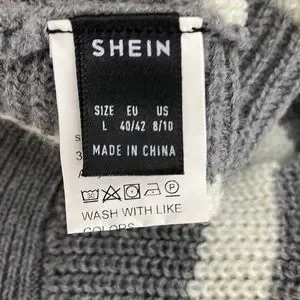 SHEIN
SIZE EU US
L 40/42 8/10
MADE IN CHINA
WASH WITH LIKE
COLORS